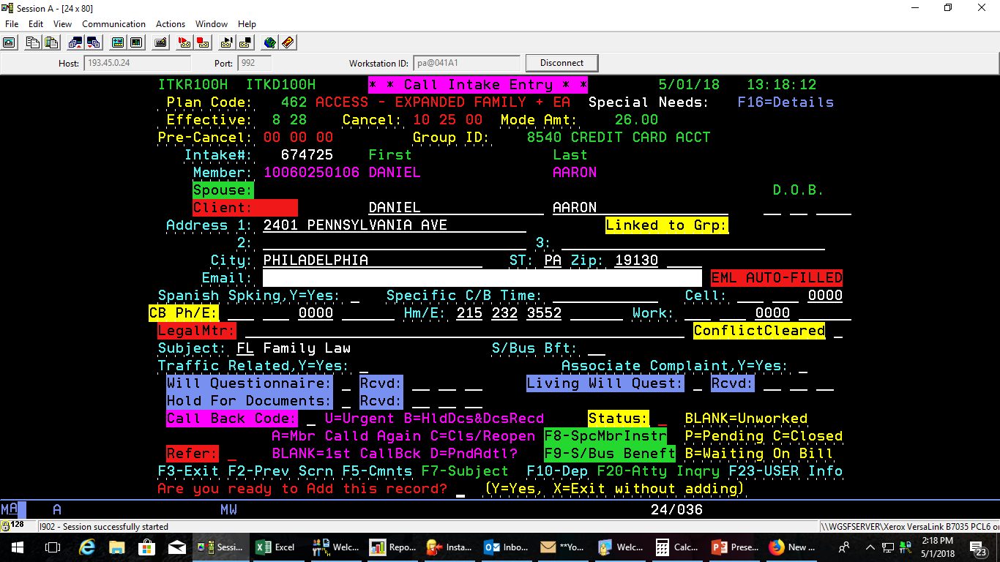 Session A - [24 x 80]
File Edit View Communication Actions Window Help
Host: 193.45.0.24 Port: 992 Workstation ID: pa@041A1 Disconnect
ITKR100H ITKD100H * * Call Intake Entry * * 5/01/18 13:18:12
Plan Code: 462 ACCESS - EXPANDED FAMILY + EA Special Needs: F16=Details
Effective: 8 28 Cancel: 10 25 00 Mode Amt: 26.00
Pre-Cancel: 00 00 00 Group ID: 8540 CREDIT CARD ACCT
Intake#: 674725 First Last
Member: 10060250106 DANIEL AARON
Spouse: D.O.B.
Client: DANIEL AARON
Address 1: 2401 PENNSYLVANIA AVE Linked to Grp:
2: 3:
City: PHILADELPHIA ST: PA Zip: 19130
Email: EML AUTO-FILLED
Spanish Spking,Y=Yes: _ Specific C/B Time: Cell: 0000
CB Ph/E: 0000 Hm/E: 215 232 3552 Work: 0000
LegalMtr: ConflictCleared _
Subject: FL Family Law S/Bus Bft:
Traffic Related,Y=Yes: _ Associate Complaint,Y=Yes: _
Will Questionnaire: _ Rcvd: Living Will Quest: _ Rcvd:
Hold For Documents: _ Rcvd:
Call Back Code: _ U=Urgent B=HldDcs&DcsRecd Status: _ BLANK=Unworked
A=Mbr Calld Again C=Cls/Reopen F8-SpcMbrInstr P=Pending C=Closed
Refer: _ BLANK=1st CallBck D=PndAdtl? F9-S/Bus Beneft B=Waiting On Bill
F3-Exit F2-Prev Scrn F5-Cmnts F7-Subject F10-Dep F20-Atty Inqry F23-USER Info
Are you ready to Add this record? _ (Y=Yes, X=Exit without adding)
MA A MW 24/036
128 I902 - Session successfully started \\WGSFSERVER\Xerox VersaLink B7035 PCL6 or
Sessi... Excel Welc... Repo... Insta... Inbo... **Yo... Welc... Calc... Prese... New ... 2:18 PM
5/1/2018 23